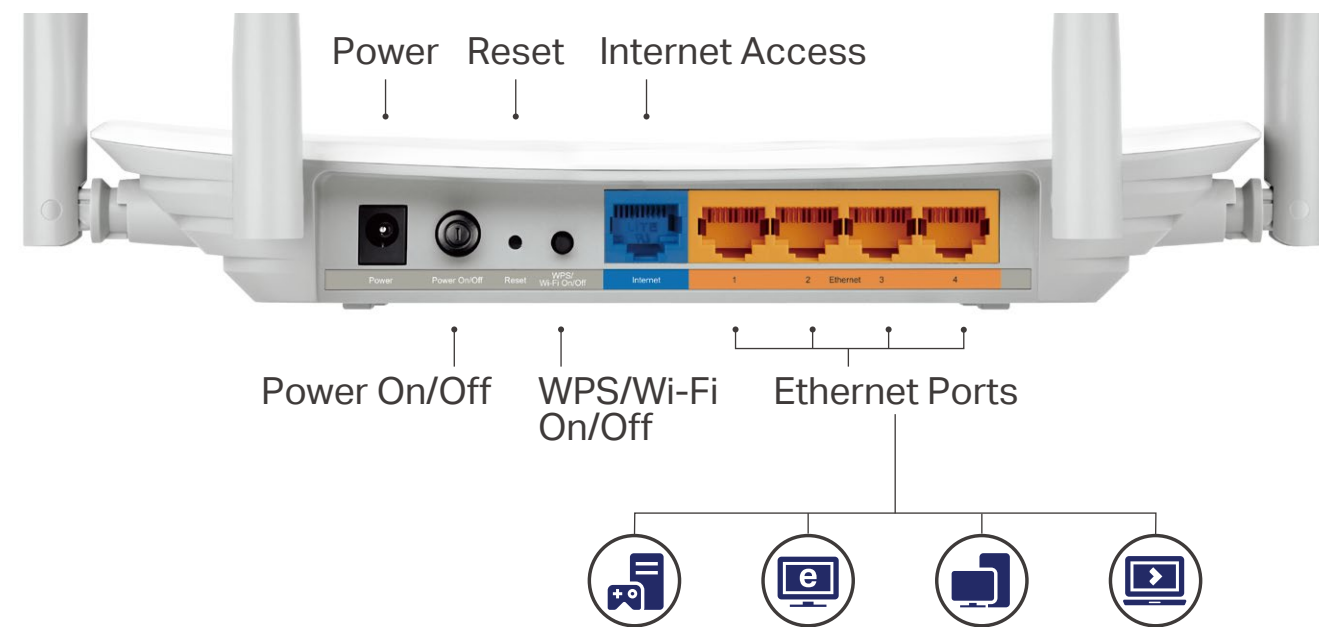 Power Reset Internet Access
Power Power On/Off Reset WPS/
Wi-Fi On/Off Internet 1 2 Ethernet 3 4
Power On/Off WPS/Wi-Fi
On/Off Ethernet Ports
e